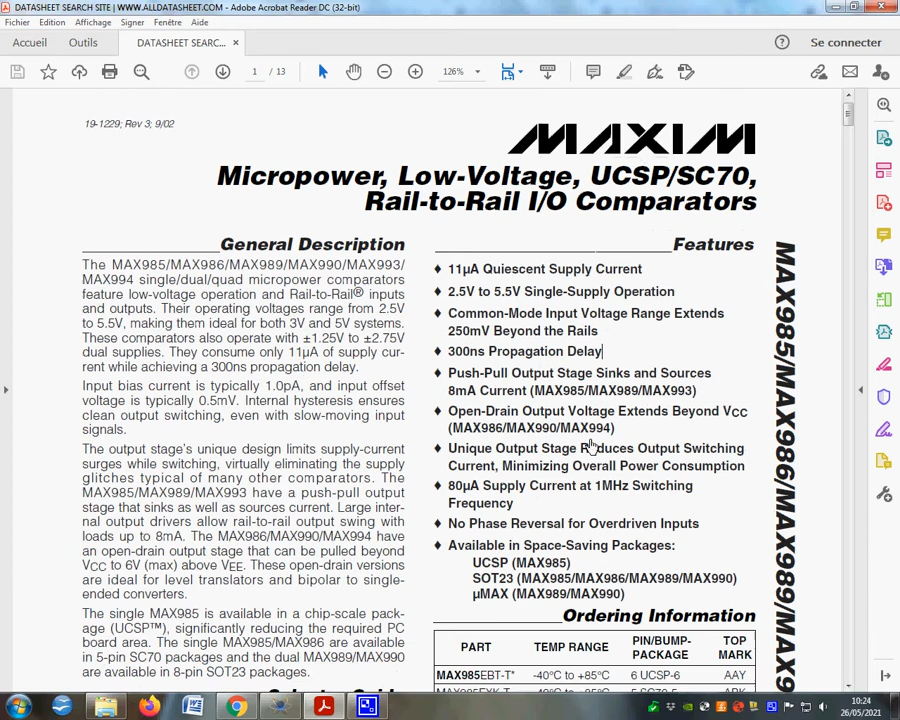 DATASHEET SEARCH SITE | WWW.ALLDATASHEET.COM - Adobe Acrobat Reader DC (32-bit)
Fichier Edition Affichage Signer Fenêtre Aide
Accueil Outils DATASHEET SEARC... × Se connecter
1 / 13 126%
19-1229; Rev 3; 9/02
MAXIM
Micropower, Low-Voltage, UCSP/SC70,
Rail-to-Rail I/O Comparators
General Description
The MAX985/MAX986/MAX989/MAX990/MAX993/
MAX994 single/dual/quad micropower comparators
feature low-voltage operation and Rail-to-Rail® inputs
and outputs. Their operating voltages range from 2.5V
to 5.5V, making them ideal for both 3V and 5V systems.
These comparators also operate with ±1.25V to ±2.75V
dual supplies. They consume only 11µA of supply cur-
rent while achieving a 300ns propagation delay.
Input bias current is typically 1.0pA, and input offset
voltage is typically 0.5mV. Internal hysteresis ensures
clean output switching, even with slow-moving input
signals.
The output stage's unique design limits supply-current
surges while switching, virtually eliminating the supply
glitches typical of many other comparators. The
MAX985/MAX989/MAX993 have a push-pull output
stage that sinks as well as sources current. Large inter-
nal output drivers allow rail-to-rail output swing with
loads up to 8mA. The MAX986/MAX990/MAX994 have
an open-drain output stage that can be pulled beyond
VCC to 6V (max) above VEE. These open-drain versions
are ideal for level translators and bipolar to single-
ended converters.
The single MAX985 is available in a chip-scale pack-
age (UCSP™), significantly reducing the required PC
board area. The single MAX985/MAX986 are available
in 5-pin SC70 packages and the dual MAX989/MAX990
are available in 8-pin SOT23 packages.
Features
♦ 11µA Quiescent Supply Current
♦ 2.5V to 5.5V Single-Supply Operation
♦ Common-Mode Input Voltage Range Extends
250mV Beyond the Rails
♦ 300ns Propagation Delay
♦ Push-Pull Output Stage Sinks and Sources
8mA Current (MAX985/MAX989/MAX993)
♦ Open-Drain Output Voltage Extends Beyond VCC
(MAX986/MAX990/MAX994)
♦ Unique Output Stage Reduces Output Switching
Current, Minimizing Overall Power Consumption
♦ 80µA Supply Current at 1MHz Switching
Frequency
♦ No Phase Reversal for Overdriven Inputs
♦ Available in Space-Saving Packages:
UCSP (MAX985)
SOT23 (MAX985/MAX986/MAX989/MAX990)
µMAX (MAX989/MAX990)
Ordering Information
PART TEMP RANGE PIN/BUMP-PACKAGE TOP MARK
MAX985EBT-T* -40°C to +85°C 6 UCSP-6 AAY
MAX985/MAX986/MAX989/MAX9
10:24
26/05/2021